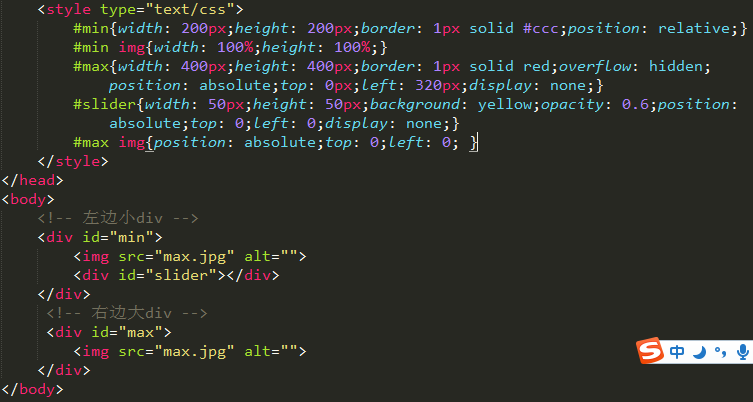 <style type="text/css">
#min{width: 200px;height: 200px;border: 1px solid #ccc;position: relative;}
#min img{width: 100%;height: 100%;}
#max{width: 400px;height: 400px;border: 1px solid red;overflow: hidden;
position: absolute;top: 0px;left: 320px;display: none;}
#slider{width: 50px;height: 50px;background: yellow;opacity: 0.6;position:
absolute;top: 0;left: 0;display: none;}
#max img{position: absolute;top: 0;left: 0; }
</style>
</head>
<body>
<!-- 左边小div -->
<div id="min">
<img src="max.jpg" alt="">
<div id="slider"></div>
</div>
<!-- 右边大div -->
<div id="max">
<img src="max.jpg" alt="">
</div>
</body>
S 中